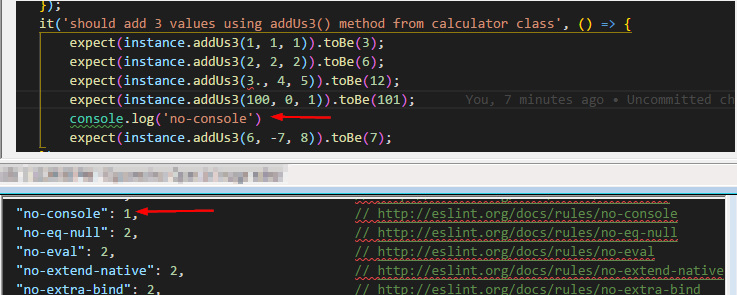 });
it('should add 3 values using addUs3() method from calculator class', () => {
expect(instance.addUs3(1, 1, 1)).toBe(3);
expect(instance.addUs3(2, 2, 2)).toBe(6);
expect(instance.addUs3(3., 4, 5)).toBe(12);
expect(instance.addUs3(100, 0, 1)).toBe(101); You, 7 minutes ago • Uncommitted ch
console.log('no-console')
expect(instance.addUs3(6, -7, 8)).toBe(7);
"no-console": 1, // http://eslint.org/docs/rules/no-console
"no-eq-null": 2, // http://eslint.org/docs/rules/no-eq-null
"no-eval": 2, // http://eslint.org/docs/rules/no-eval
"no-extend-native": 2, // http://eslint.org/docs/rules/no-extend-native
"no-extra-bind": 2, // http://eslint.org/docs/rules/no-extra-bind